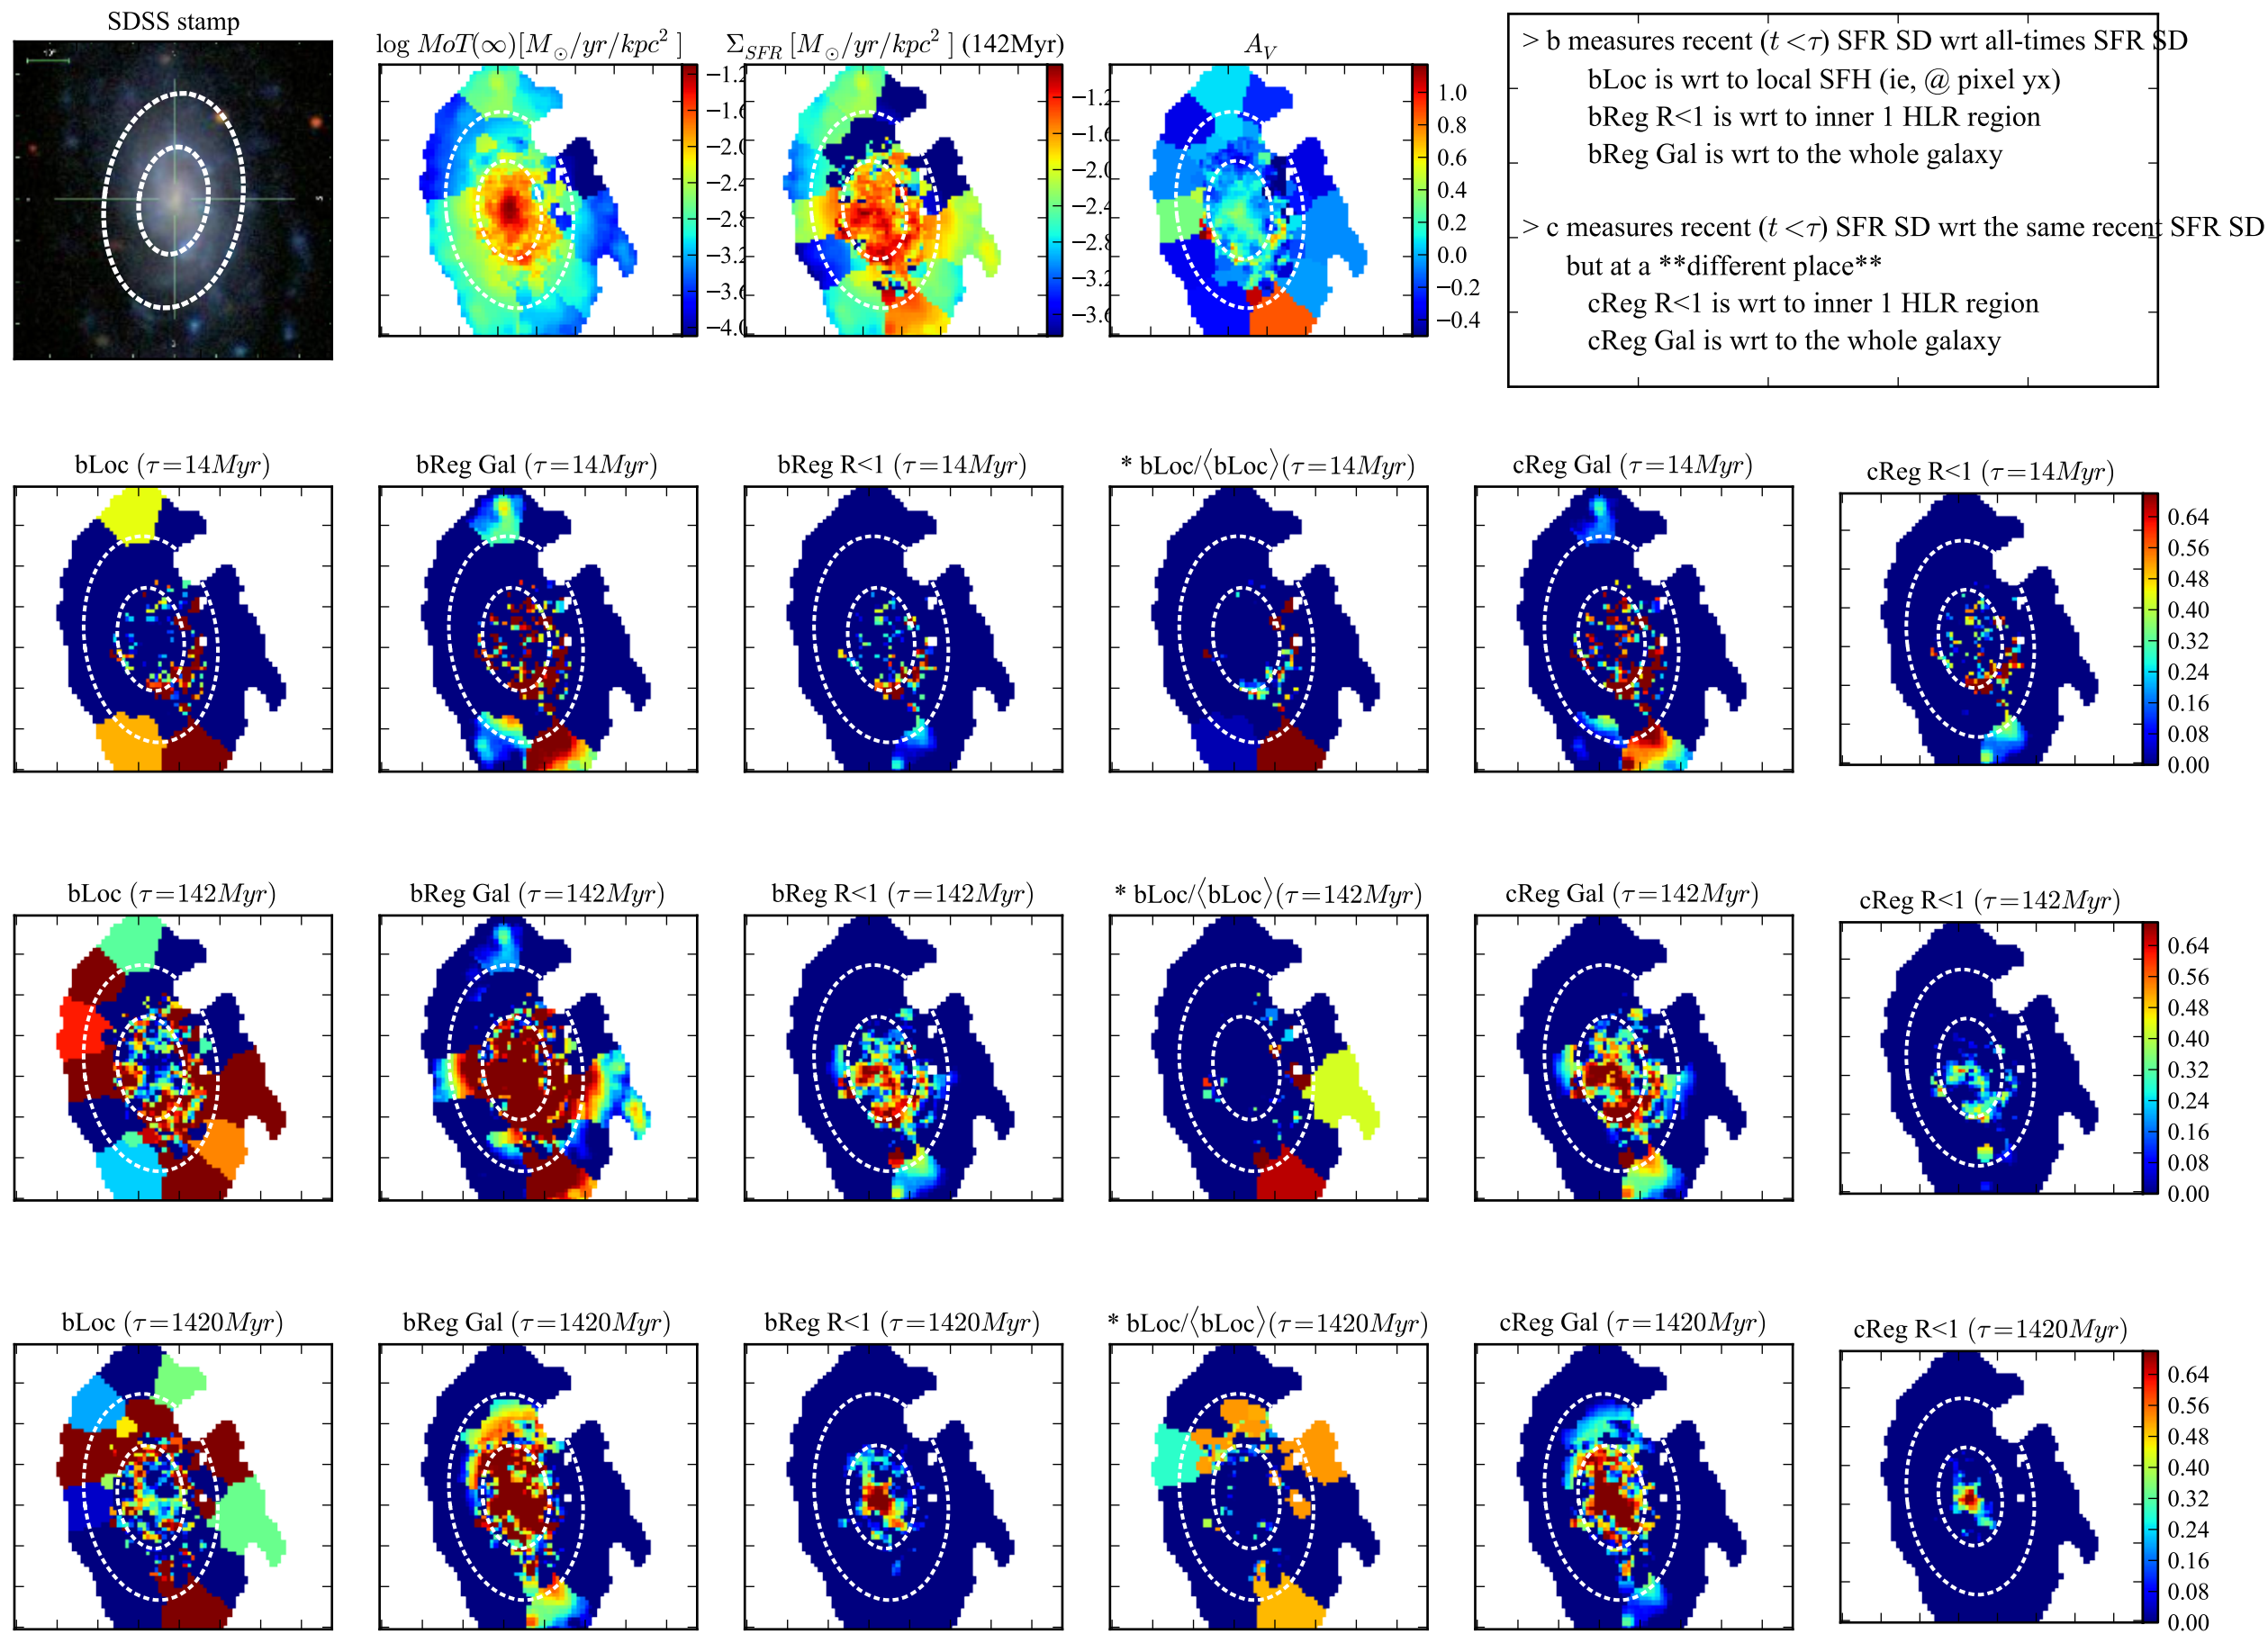 SDSS stamp
log MoT(∞)[M⊙/yr/kpc²]
Σ_SFR [M⊙/yr/kpc²] (142Myr)
A_V
−1.2
−1.6
−2.0
−2.4
−2.8
−3.2
−3.6
−4.0
−1.2
−1.6
−2.0
−2.4
−2.8
−3.2
−3.6
1.0
0.8
0.6
0.4
0.2
0.0
−0.2
−0.4
> b measures recent (t<τ) SFR SD wrt all-times SFR SD
bLoc is wrt to local SFH (ie, @ pixel yx)
bReg R<1 is wrt to inner 1 HLR region
bReg Gal is wrt to the whole galaxy
> c measures recent (t<τ) SFR SD wrt the same recent SFR SD
but at a **different place**
cReg R<1 is wrt to inner 1 HLR region
cReg Gal is wrt to the whole galaxy
bLoc (τ=14Myr)
bReg Gal (τ=14Myr)
bReg R<1 (τ=14Myr)
* bLoc/⟨bLoc⟩(τ=14Myr)
cReg Gal (τ=14Myr)
cReg R<1 (τ=14Myr)
0.64
0.56
0.48
0.40
0.32
0.24
0.16
0.08
0.00
bLoc (τ=142Myr)
bReg Gal (τ=142Myr)
bReg R<1 (τ=142Myr)
* bLoc/⟨bLoc⟩(τ=142Myr)
cReg Gal (τ=142Myr)
cReg R<1 (τ=142Myr)
0.64
0.56
0.48
0.40
0.32
0.24
0.16
0.08
0.00
bLoc (τ=1420Myr)
bReg Gal (τ=1420Myr)
bReg R<1 (τ=1420Myr)
* bLoc/⟨bLoc⟩(τ=1420Myr)
cReg Gal (τ=1420Myr)
cReg R<1 (τ=1420Myr)
0.64
0.56
0.48
0.40
0.32
0.24
0.16
0.08
0.00